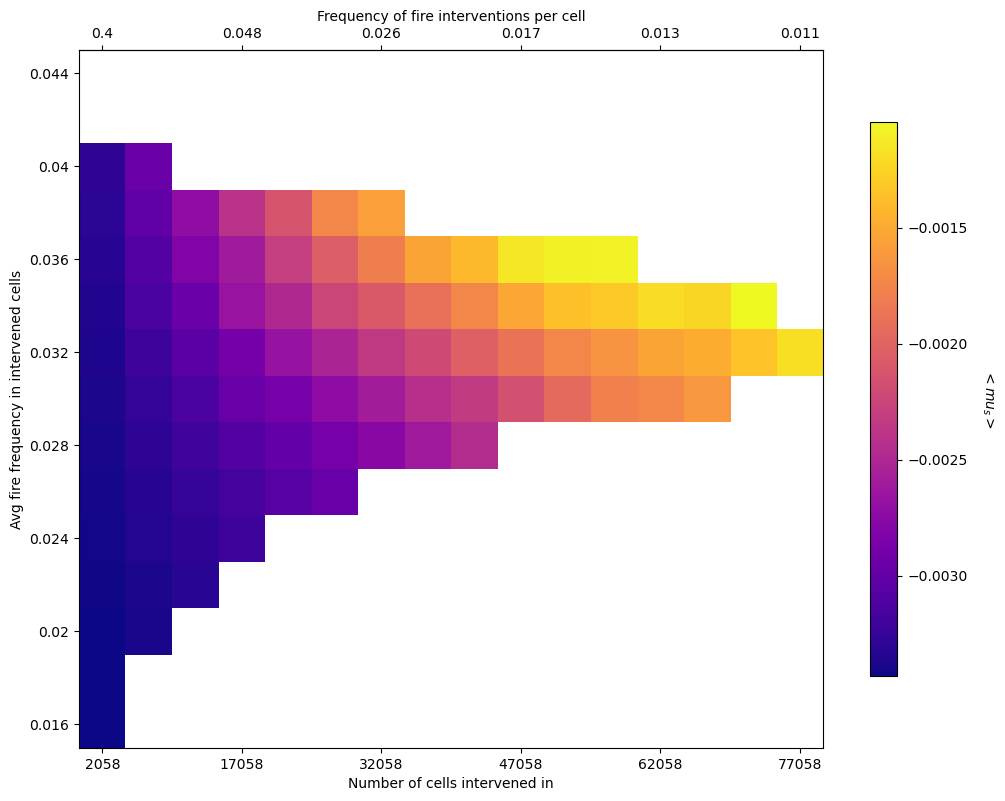 Frequency of fire interventions per cell
0.4 0.048 0.026 0.017 0.013 0.011
Avg fire frequency in intervened cells
0.044
0.04
0.036
0.032
0.028
0.024
0.02
0.016
2058 17058 32058 47058 62058 77058
Number of cells intervened in
−0.0015
−0.0020
−0.0025
−0.0030
< mu_s >